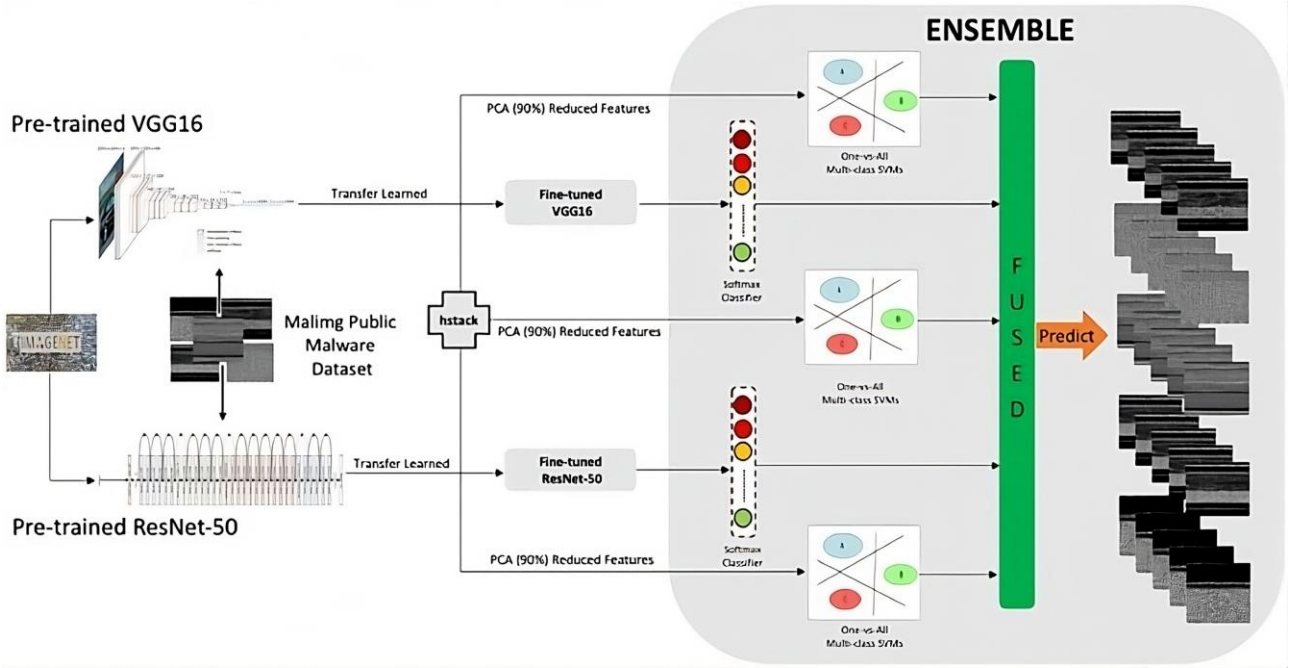 ENSEMBLE
PCA (90%) Reduced Features
A
B
C
One-vs-All
Multi-class SVMs
Pre-trained VGG16
Transfer Learned
Fine-tuned
VGG16
Softmax
Classifier
IMAGENET
Malimg Public
Malware
Dataset
hstack
PCA (90%) Reduced Features
A
B
C
One-vs-All
Multi-class SVMs
FUSED
Predict
Transfer Learned
Fine-tuned
ResNet-50
Softmax
Classifier
Pre-trained ResNet-50
PCA (90%) Reduced Features
A
B
C
One-vs-All
Multi-class SVMs